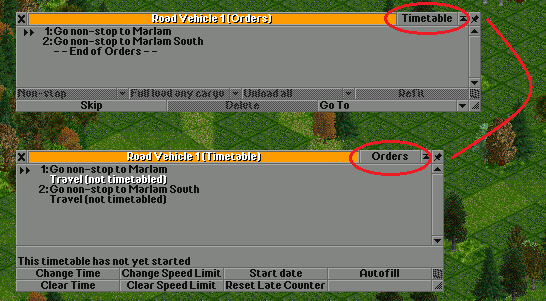 Road Vehicle 1 (Orders) Timetable
1: Go non-stop to Marlam
2: Go non-stop to Marlam South
- - End of Orders - -
Non-stop Full load any cargo Unload all Refit
Skip Delete Go To
Road Vehicle 1 (Timetable) Orders
1: Go non-stop to Marlam
Travel (not timetabled)
2: Go non-stop to Marlam South
Travel (not timetabled)
This timetable has not yet started
Change Time Change Speed Limit Start date Autofill
Clear Time Clear Speed Limit Reset Late Counter